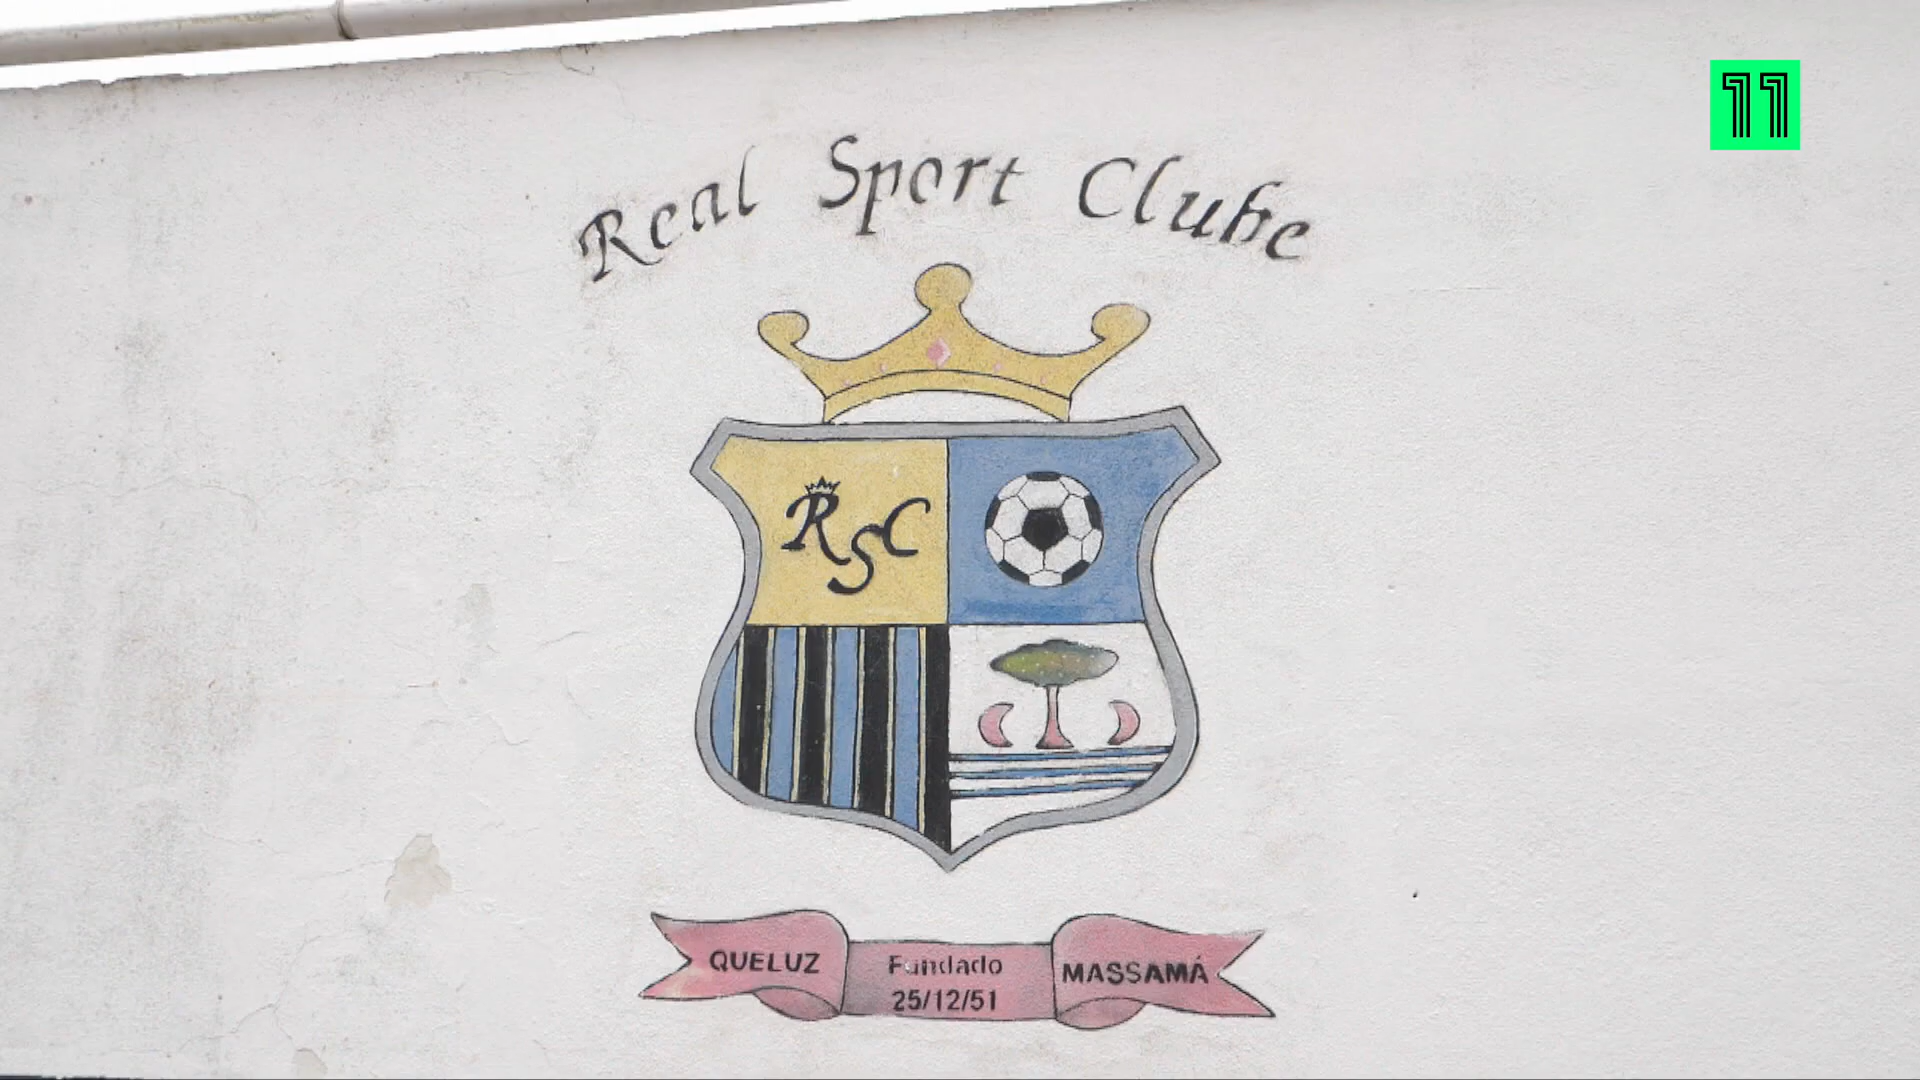 11
Real Sport Clube
RSC
QUELUZ
Fundado
25/12/51
MASSAMÁ